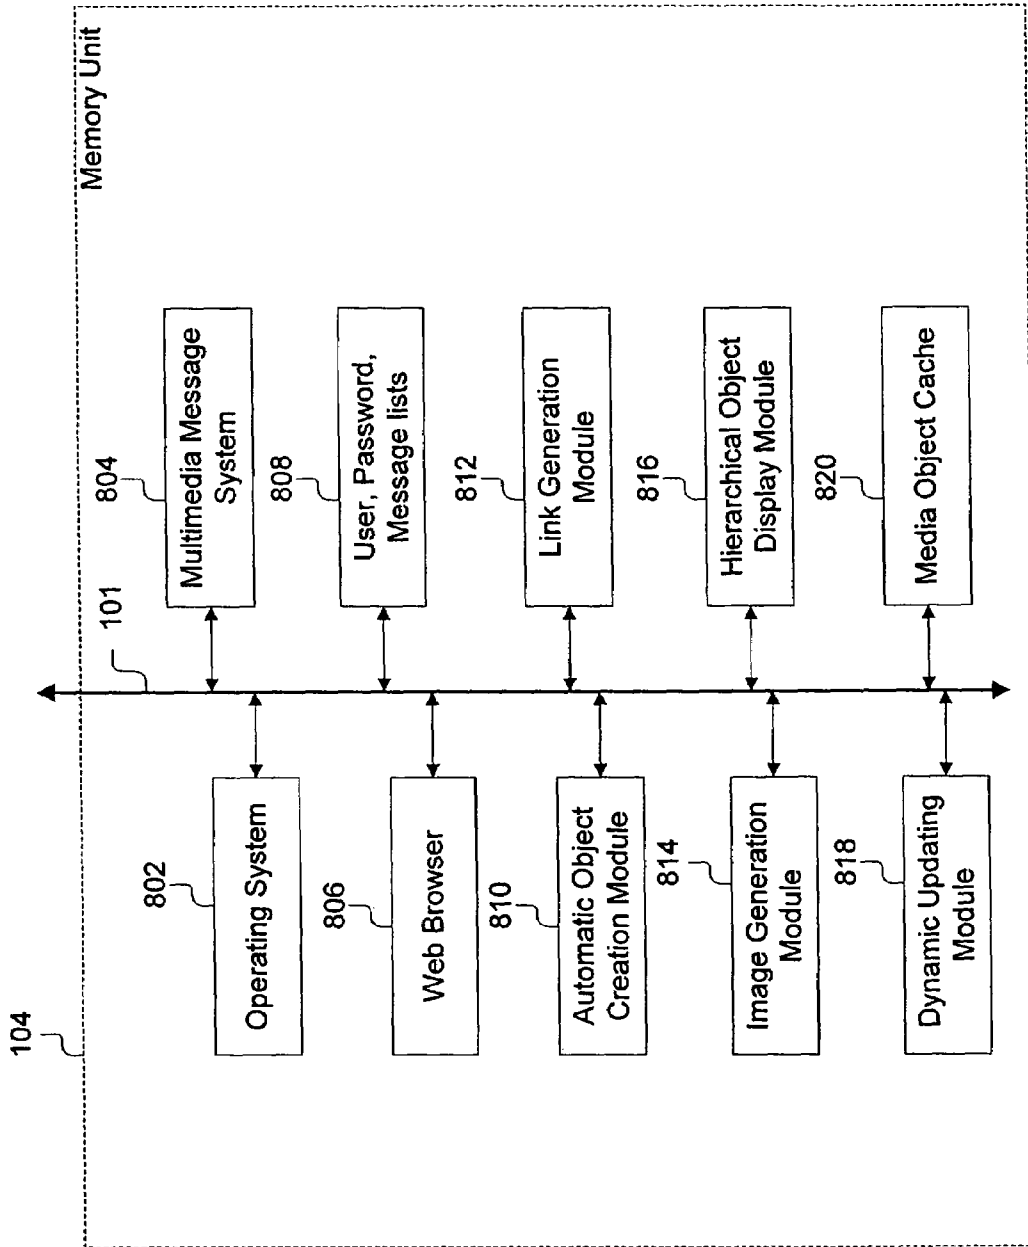 104
Memory Unit
101
802
Operating System
804
Multimedia Message
System
806
Web Browser
808
User, Password,
Message lists
810
Automatic Object
Creation Module
812
Link Generation
Module
814
Image Generation
Module
816
Hierarchical Object
Display Module
818
Dynamic Updating
Module
820
Media Object Cache